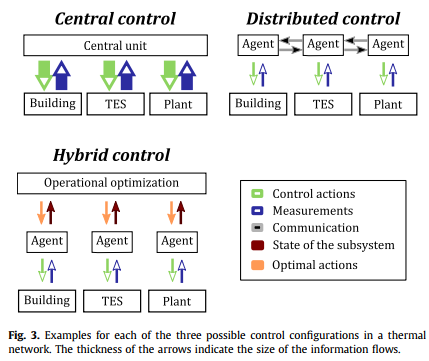 Central control
Central unit
Building TES Plant
Distributed control
Agent Agent Agent
Building TES Plant
Hybrid control
Operational optimization
Agent Agent Agent
Building TES Plant
Control actions
Measurements
Communication
State of the subsystem
Optimal actions
Fig. 3. Examples for each of the three possible control configurations in a thermal
network. The thickness of the arrows indicate the size of the information flows.